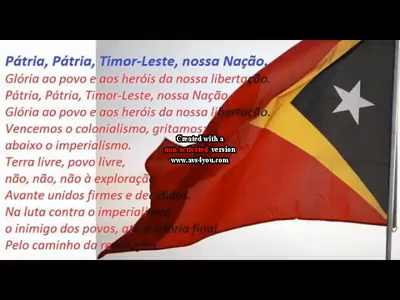 Pátria, Pátria, Timor-Leste, nossa Nação.
Glória ao povo e aos heróis da nossa libertação.
Pátria, Pátria, Timor-Leste, nossa Nação
Glória ao povo e aos heróis da nossa libertação.
Vencemos o colonialismo, gritamos:
abaixo o imperialismo.
Terra livre, povo livre,
não, não, não à exploração
Avante unidos firmes e decididos.
Na luta contra o imperialismo
o inimigo dos povos, até à vitória final
Pelo caminho da
Created with a
non-activated version
www.avs4you.com